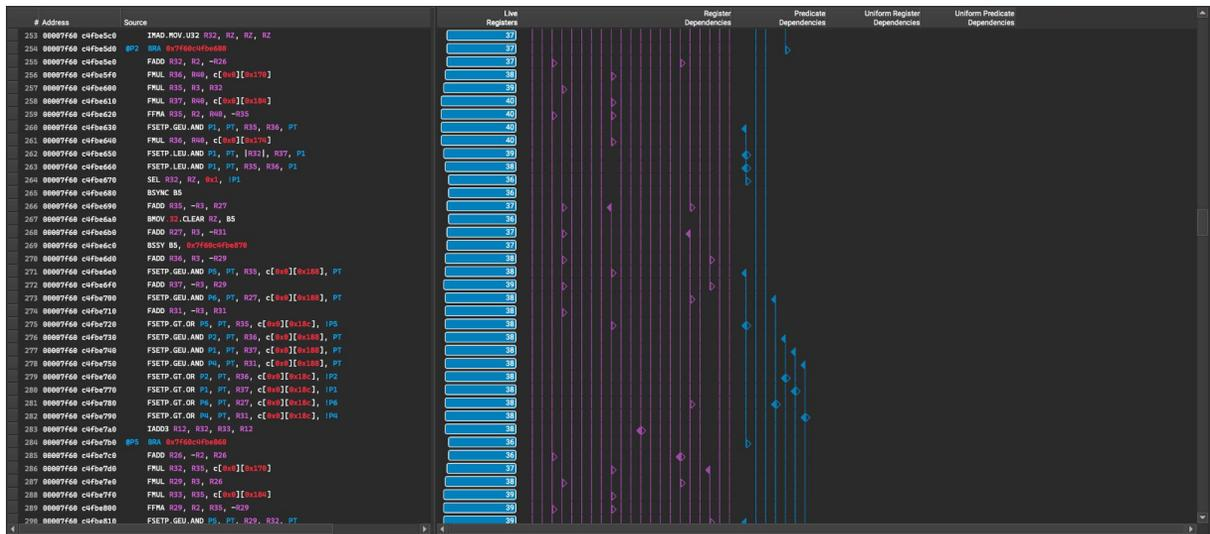 Live Registers Register Dependencies Predicate Dependencies Uniform Register Dependencies Uniform Predicate Dependencies
# Address Source
253 00007f60 c4fbe5c0 IMAD.MOV.U32 R32, RZ, RZ, RZ 37
254 00007f60 c4fbe5d0 @P2 BRA 0x7f60c4fbe680 37
255 00007f60 c4fbe5e0 FADD R32, R2, -R26 37
256 00007f60 c4fbe5f0 FMUL R36, R40, c[0x0][0x170] 38
257 00007f60 c4fbe600 FMUL R35, R3, R32 39
258 00007f60 c4fbe610 FMUL R37, R40, c[0x0][0x184] 40
259 00007f60 c4fbe620 FFMA R35, R2, R40, -R35 40
260 00007f60 c4fbe630 FSETP.GEU.AND P1, PT, R35, R36, PT 40
261 00007f60 c4fbe640 FMUL R36, R40, c[0x0][0x174] 40
262 00007f60 c4fbe650 FSETP.LEU.AND P1, PT, |R32|, R37, P1 39
263 00007f60 c4fbe660 FSETP.LEU.AND P1, PT, R35, R36, P1 38
264 00007f60 c4fbe670 SEL R32, RZ, 0x1, !P1 36
265 00007f60 c4fbe680 BSYNC B5 36
266 00007f60 c4fbe690 FADD R35, -R3, R27 37
267 00007f60 c4fbe6a0 BMOV.32.CLEAR RZ, B5 36
268 00007f60 c4fbe6b0 FADD R27, R3, -R31 37
269 00007f60 c4fbe6c0 BSSY B5, 0x7f60c4fbe870 37
270 00007f60 c4fbe6d0 FADD R36, R3, -R29 38
271 00007f60 c4fbe6e0 FSETP.GEU.AND P5, PT, R35, c[0x0][0x188], PT 38
272 00007f60 c4fbe6f0 FADD R37, -R3, R29 39
273 00007f60 c4fbe700 FSETP.GEU.AND P6, PT, R27, c[0x0][0x188], PT 38
274 00007f60 c4fbe710 FADD R31, -R3, R31 38
275 00007f60 c4fbe720 FSETP.GT.OR P5, PT, R35, c[0x0][0x18c], !P5 38
276 00007f60 c4fbe730 FSETP.GEU.AND P2, PT, R36, c[0x0][0x188], PT 38
277 00007f60 c4fbe740 FSETP.GEU.AND P1, PT, R37, c[0x0][0x188], PT 38
278 00007f60 c4fbe750 FSETP.GEU.AND P4, PT, R31, c[0x0][0x188], PT 38
279 00007f60 c4fbe760 FSETP.GT.OR P2, PT, R36, c[0x0][0x18c], !P2 38
280 00007f60 c4fbe770 FSETP.GT.OR P1, PT, R37, c[0x0][0x18c], !P1 38
281 00007f60 c4fbe780 FSETP.GT.OR P6, PT, R27, c[0x0][0x18c], !P6 38
282 00007f60 c4fbe790 FSETP.GT.OR P4, PT, R31, c[0x0][0x18c], !P4 38
283 00007f60 c4fbe7a0 IADD3 R12, R32, R33, R12 38
284 00007f60 c4fbe7b0 @P5 BRA 0x7f60c4fbe860 36
285 00007f60 c4fbe7c0 FADD R26, -R2, R26 36
286 00007f60 c4fbe7d0 FMUL R32, R35, c[0x0][0x170] 37
287 00007f60 c4fbe7e0 FMUL R29, R3, R26 38
288 00007f60 c4fbe7f0 FMUL R33, R35, c[0x0][0x184] 39
289 00007f60 c4fbe800 FFMA R29, R2, R35, -R29 39
290 00007f60 c4fbe810 FSETP.GEU.AND P5, PT, R29, R32, PT 39